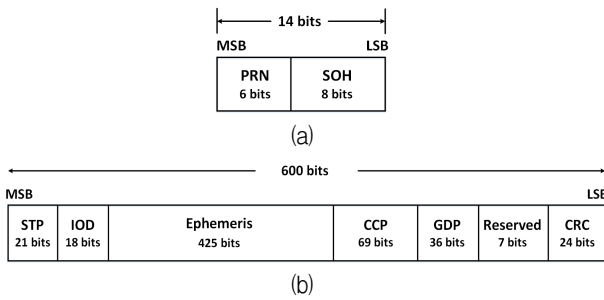 14 bits
MSB LSB
PRN SOH
6 bits 8 bits
(a)
600 bits
MSB LSB
STP IOD Ephemeris CCP GDP Reserved CRC
21 bits 18 bits 425 bits 69 bits 36 bits 7 bits 24 bits
(b)